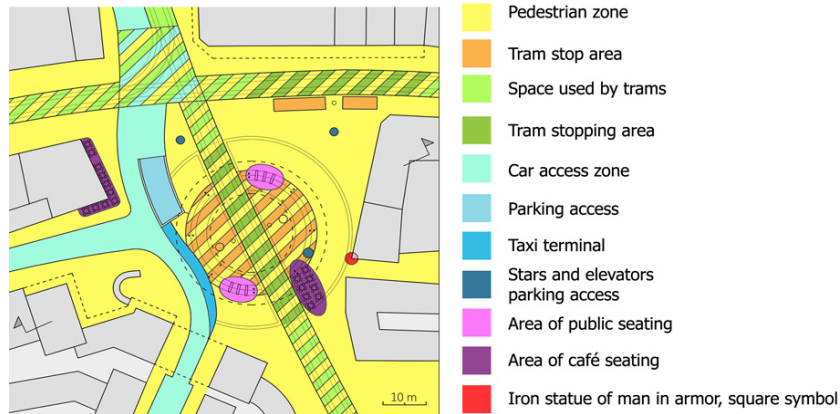 Pedestrian zone
Tram stop area
Space used by trams
Tram stopping area
Car access zone
Parking access
Taxi terminal
Stars and elevators
parking access
Area of public seating
Area of café seating
Iron statue of man in armor, square symbol
10 m